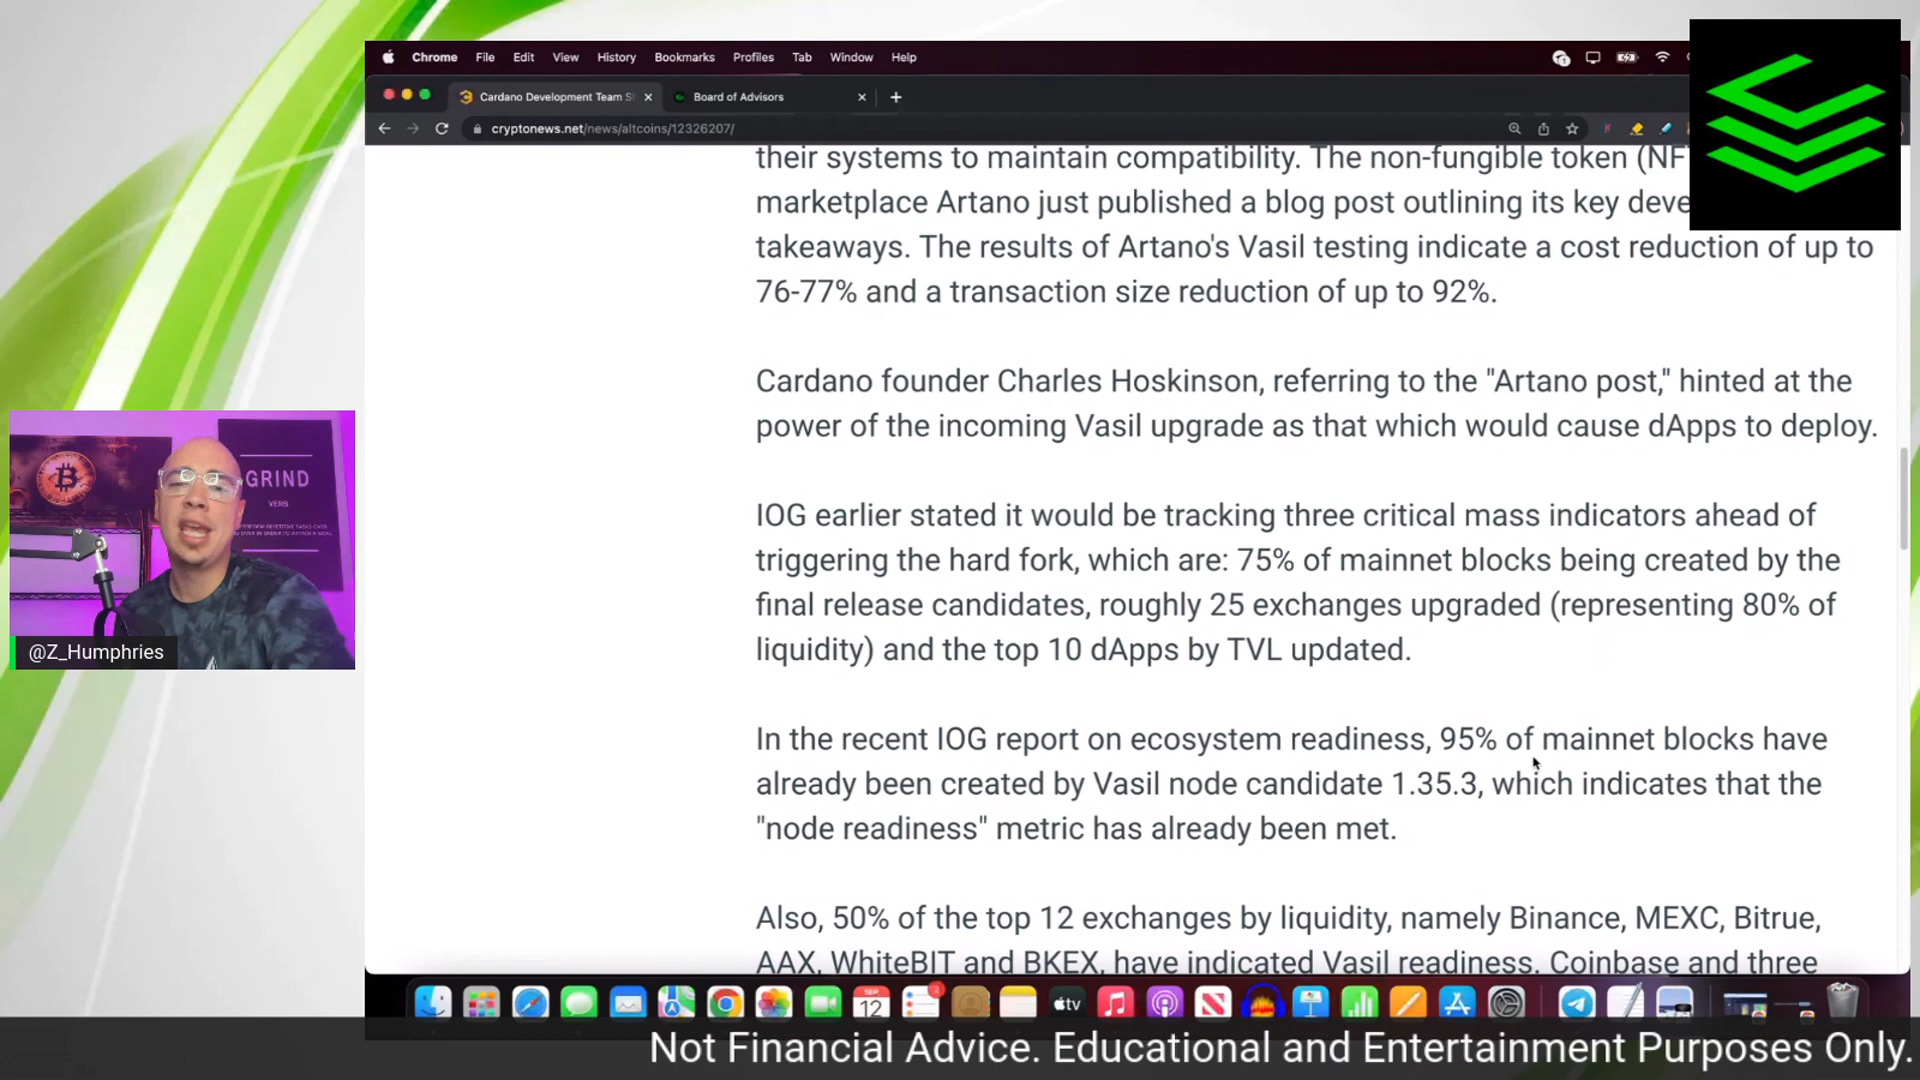 Chrome File Edit View History Bookmarks Profiles Tab Window Help
Cardano Development Team S
Board of Advisors
cryptonews.net/news/altcoins/12326207/
their systems to maintain compatibility. The non-fungible token (NF
marketplace Artano just published a blog post outlining its key deve
takeaways. The results of Artano's Vasil testing indicate a cost reduction of up to
76-77% and a transaction size reduction of up to 92%.
Cardano founder Charles Hoskinson, referring to the "Artano post," hinted at the
power of the incoming Vasil upgrade as that which would cause dApps to deploy.
IOG earlier stated it would be tracking three critical mass indicators ahead of
triggering the hard fork, which are: 75% of mainnet blocks being created by the
final release candidates, roughly 25 exchanges upgraded (representing 80% of
liquidity) and the top 10 dApps by TVL updated.
In the recent IOG report on ecosystem readiness, 95% of mainnet blocks have
already been created by Vasil node candidate 1.35.3, which indicates that the
"node readiness" metric has already been met.
Also, 50% of the top 12 exchanges by liquidity, namely Binance, MEXC, Bitrue,
AAX, WhiteBIT and BKEX, have indicated Vasil readiness. Coinbase and three
GRIND
VERB
@Z_Humphries
SEP
12
2
tv
Not Financial Advice. Educational and Entertainment Purposes Only.